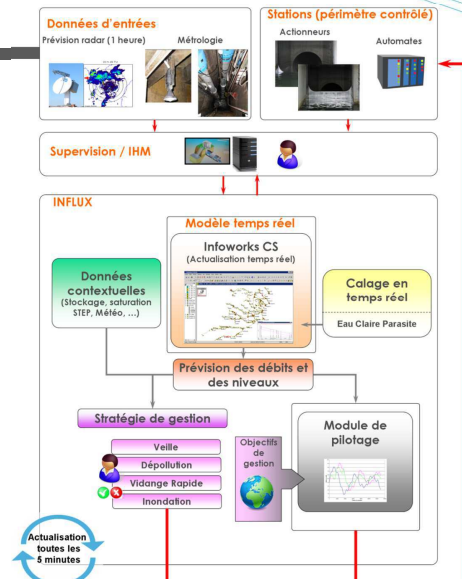 Données d'entrées
Prévision radar (1 heure)
Métrologie
Stations (périmètre contrôlé)
Actionneurs
Automates
Supervision / IHM
INFLUX
Modèle temps réel
Infoworks CS
(Actualisation temps réel)
Données
contextuelles
(Stockage, saturation
STEP, Météo, ...)
Calage en
temps réel
Eau Claire Parasite
Prévision des débits et
des niveaux
Stratégie de gestion
Veille
Dépollution
Vidange Rapide
Inondation
Objectifs
de
gestion
Module de
pilotage
Actualisation
toutes les
5 minutes